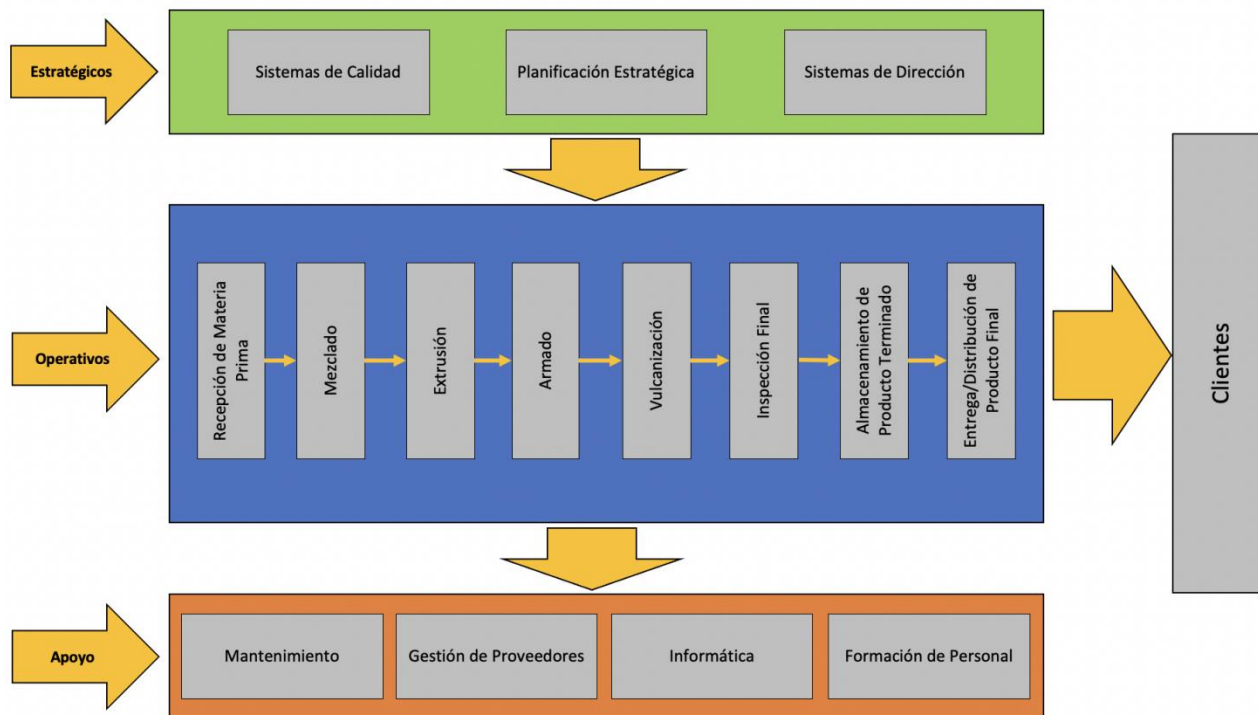 Estratégicos
Sistemas de Calidad
Planificación Estratégica
Sistemas de Dirección
Operativos
Recepción de Materia
Prima
Mezclado
Extrusión
Armado
Vulcanización
Inspección Final
Almacenamiento de
Producto Terminado
Entrega/Distribución de
Producto Final
Clientes
Apoyo
Mantenimiento
Gestión de Proveedores
Informática
Formación de Personal